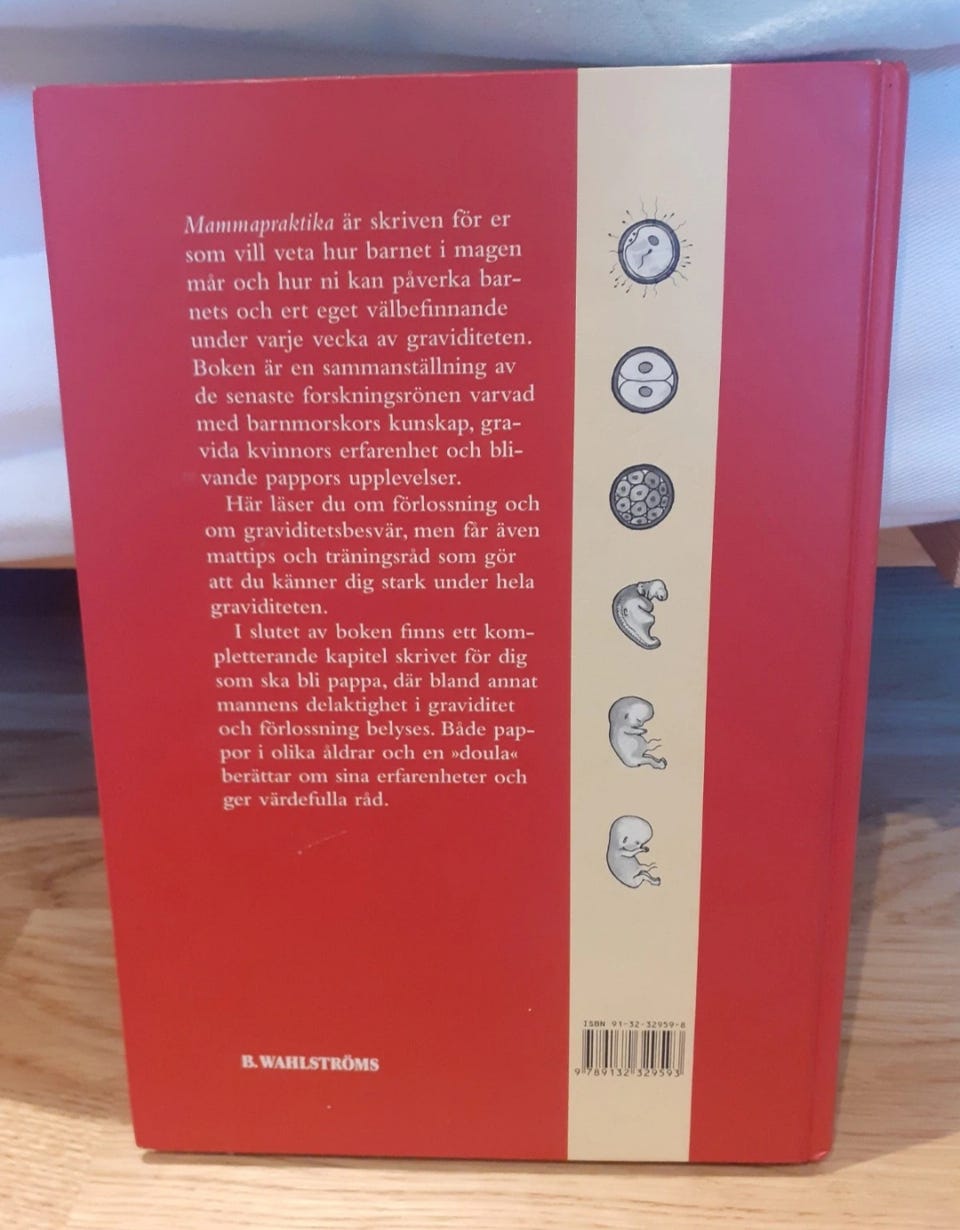 Mammapraktika är skriven för er
som vill veta hur barnet i magen
mår och hur ni kan påverka bar-
nets och ert eget välbefinnande
under varje vecka av graviditeten.
Boken är en sammanställning av
de senaste forskningsrönen varvad
med barnmorskors kunskap, gra-
vida kvinnors erfarenhet och bli-
vande pappors upplevelser.
Här läser du om förlossning och
om graviditetsbesvär, men får även
mattips och träningsråd som gör
att du känner dig stark under hela
graviditeten.
I slutet av boken finns ett kom-
pletterande kapitel skrivet för dig
som ska bli pappa, där bland annat
mannens delaktighet i graviditet
och förlossning belyses. Både pap-
por i olika åldrar och en »doula«
berättar om sina erfarenheter och
ger värdefulla råd.
B. WAHLSTRÖMS
ISBN 91-32-32959-8
9 789132 329593